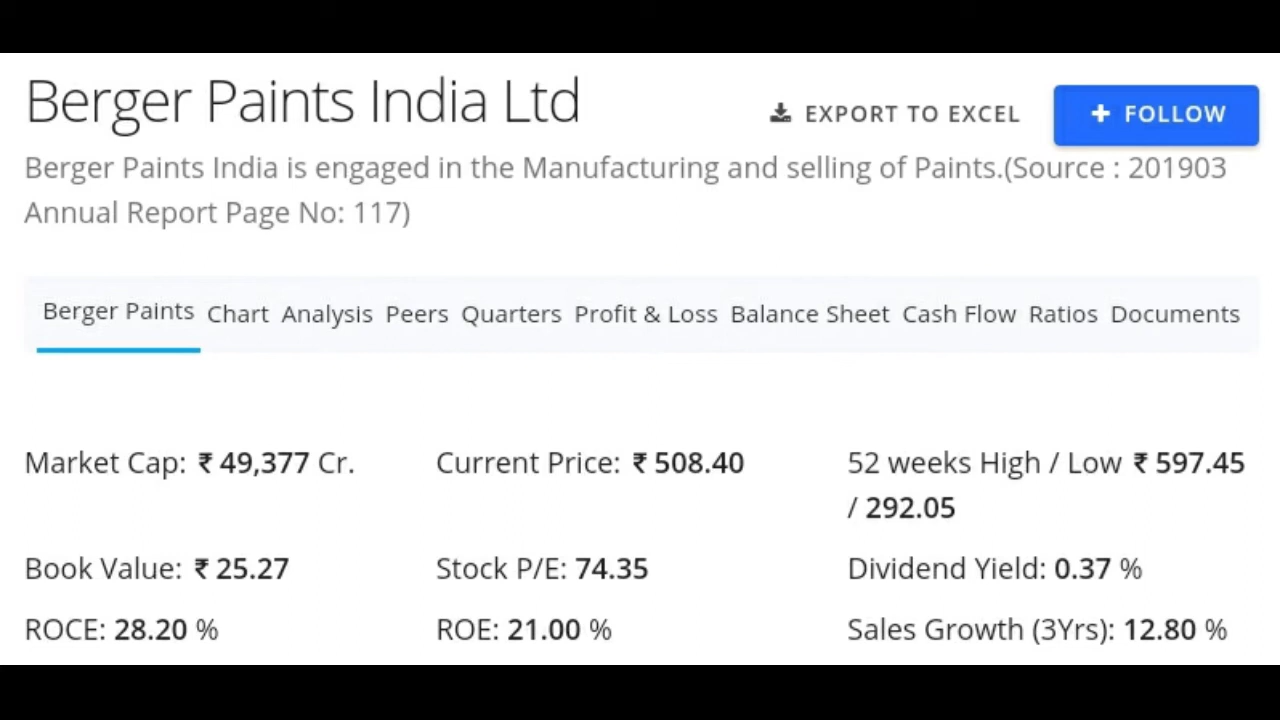 Berger Paints India Ltd
EXPORT TO EXCEL
+ FOLLOW
Berger Paints India is engaged in the Manufacturing and selling of Paints.(Source : 201903
Annual Report Page No: 117)
Berger Paints Chart Analysis Peers Quarters Profit & Loss Balance Sheet Cash Flow Ratios Documents
Market Cap: ₹ 49,377 Cr.
Current Price: ₹ 508.40
52 weeks High / Low ₹ 597.45
/ 292.05
Book Value: ₹ 25.27
Stock P/E: 74.35
Dividend Yield: 0.37 %
ROCE: 28.20 %
ROE: 21.00 %
Sales Growth (3Yrs): 12.80 %